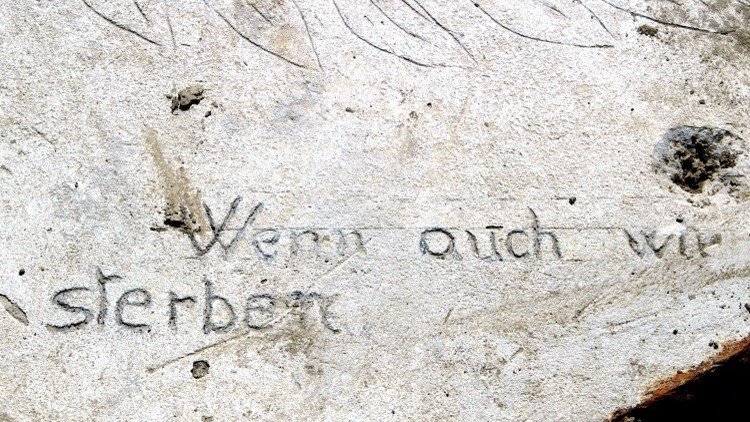 Wenn auch wir
sterben